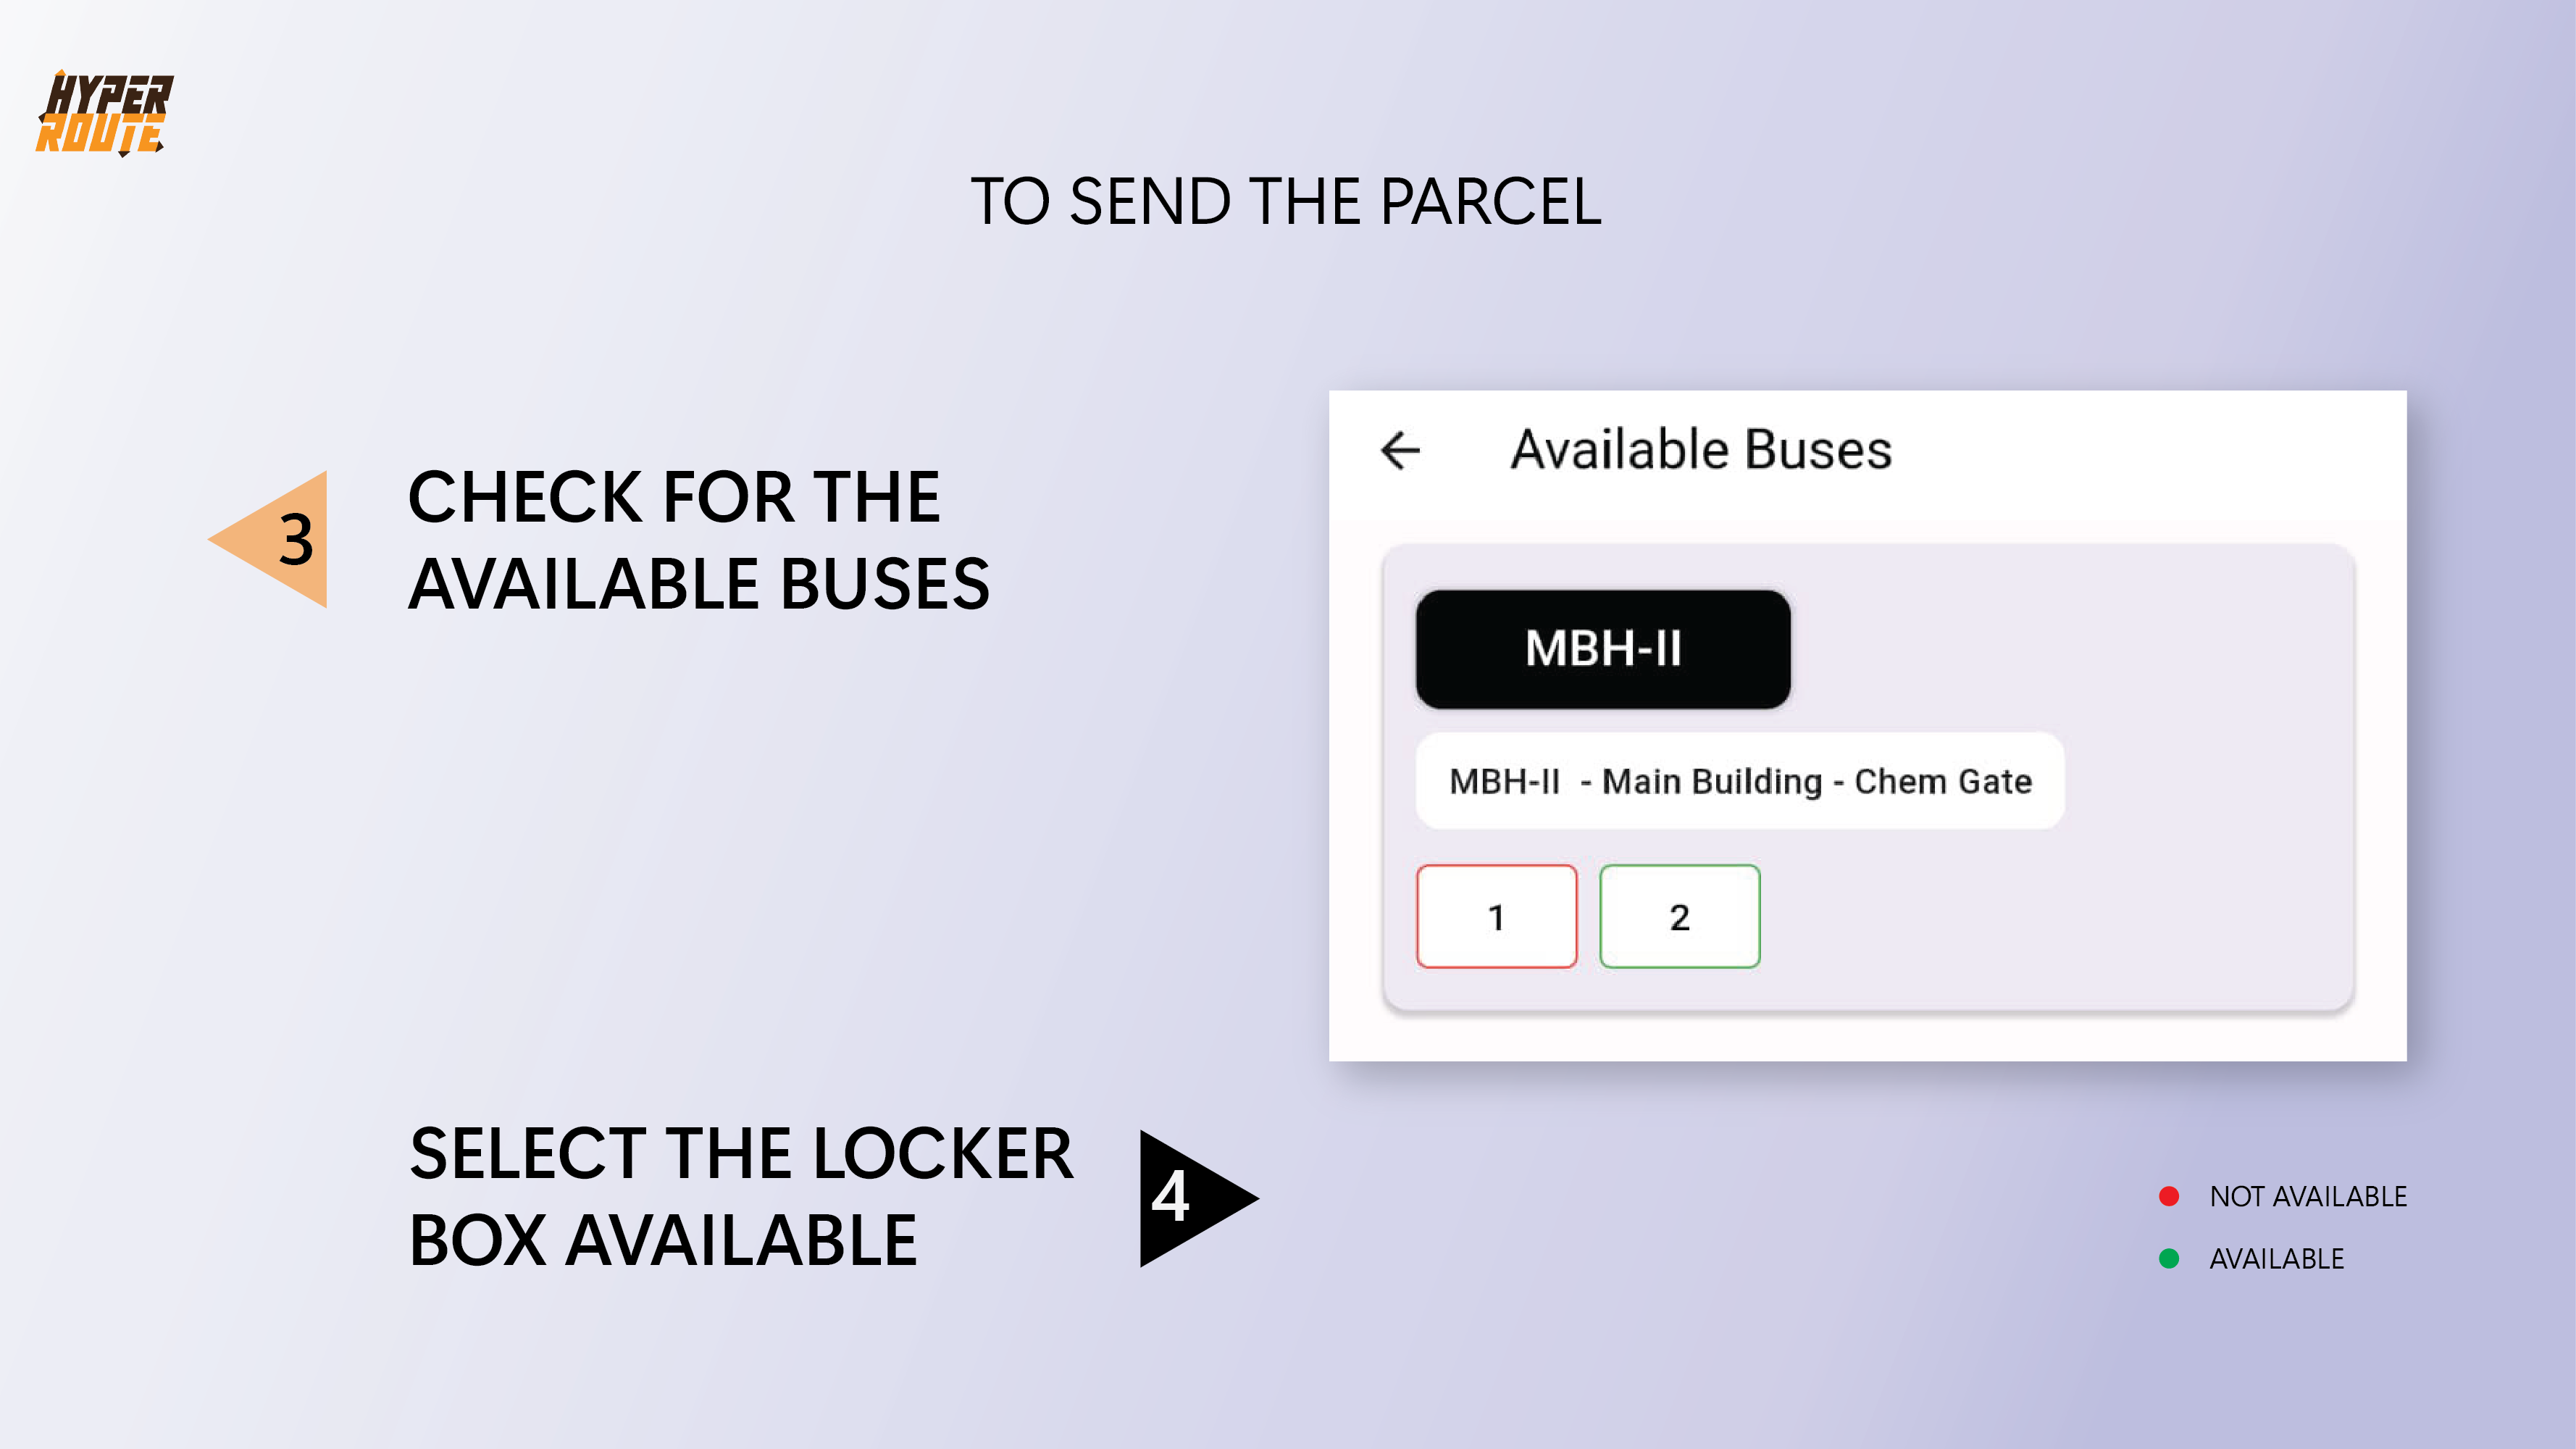 HYPER
ROUTE
TO SEND THE PARCEL
3
CHECK FOR THE
AVAILABLE BUSES
Available Buses
MBH-II
MBH-II - Main Building - Chem Gate
1 2
SELECT THE LOCKER
BOX AVAILABLE
4
NOT AVAILABLE
AVAILABLE